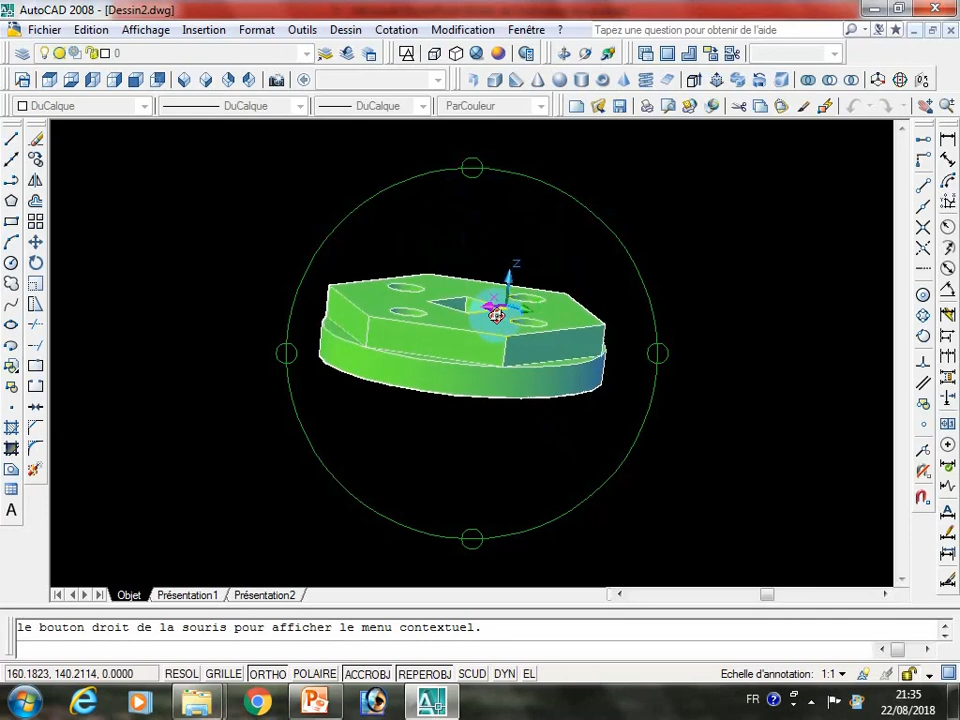 AutoCAD 2008 - [Dessin2.dwg]
Fichier Edition Affichage Insertion Format Outils Dessin Cotation Modification Fenêtre Tapez une question pour obtenir de l'aide
0
DuCalque DuCalque DuCalque ParCouleur
Z
X
A
Objet Présentation1 Présentation2
le bouton droit de la souris pour afficher le menu contextuel.
160.1823, 140.2114, 0.0000 RESOL GRILLE ORTHO POLAIRE ACCROBJ REPEROBJ SCUD DYN EL Echelle d'annotation: 1:1
FR 21:35
22/08/2018